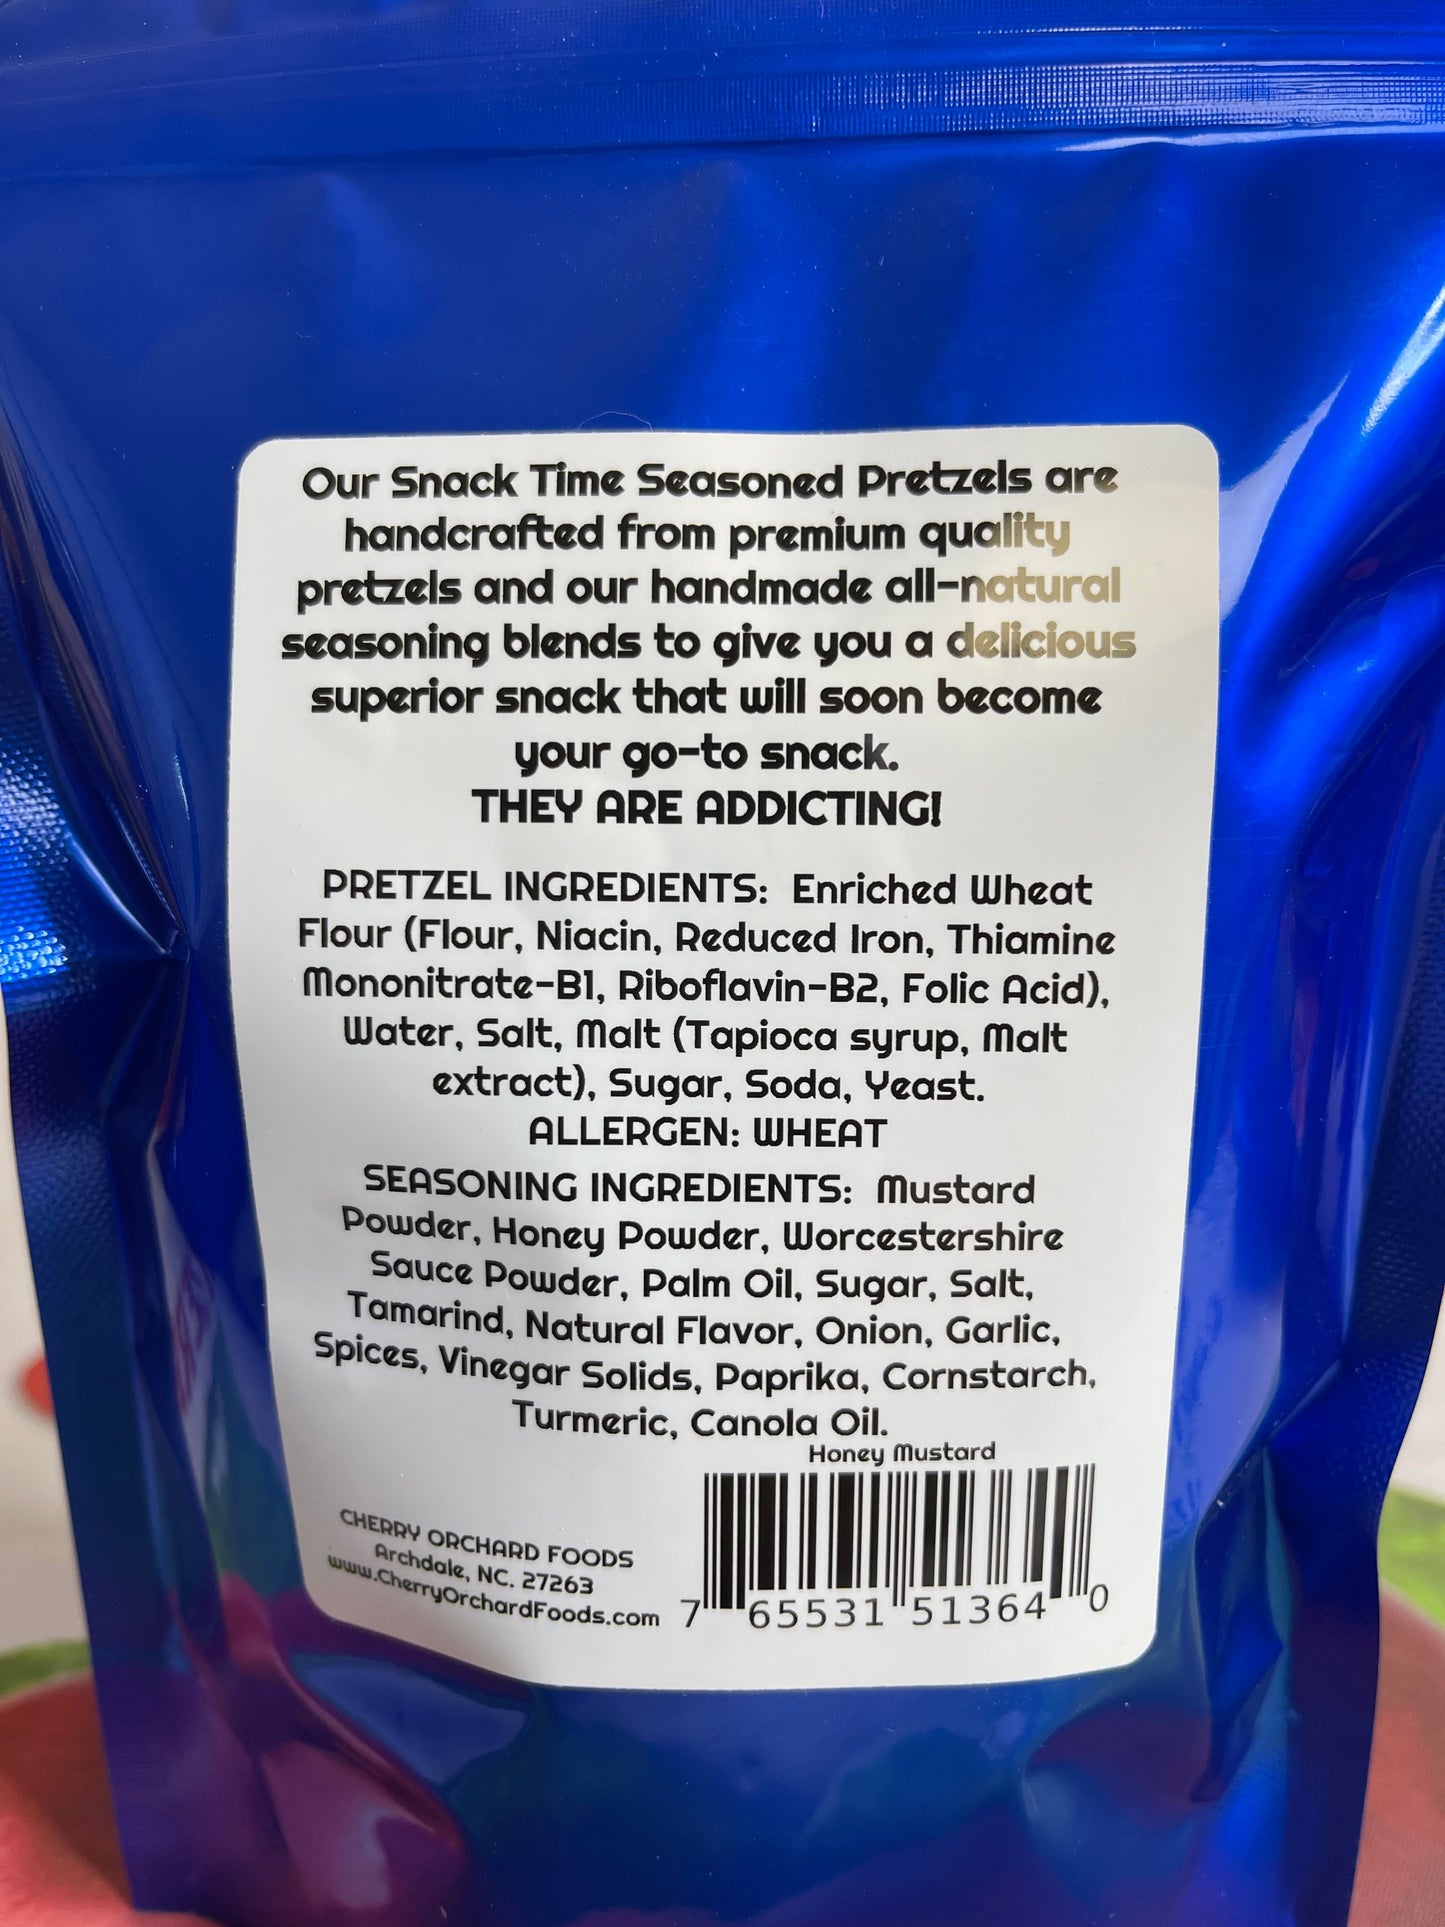 Our Snack Time Seasoned Pretzels are
handcrafted from premium quality
pretzels and our handmade all-natural
seasoning blends to give you a delicious
superior snack that will soon become
your go-to snack.
THEY ARE ADDICTING!
PRETZEL INGREDIENTS: Enriched Wheat
Flour (Flour, Niacin, Reduced Iron, Thiamine
Mononitrate-B1, Riboflavin-B2, Folic Acid),
Water, Salt, Malt (Tapioca syrup, Malt
extract), Sugar, Soda, Yeast.
ALLERGEN: WHEAT
SEASONING INGREDIENTS: Mustard
Powder, Honey Powder, Worcestershire
Sauce Powder, Palm Oil, Sugar, Salt,
Tamarind, Natural Flavor, Onion, Garlic,
Spices, Vinegar Solids, Paprika, Cornstarch,
Turmeric, Canola Oil.
Honey Mustard
CHERRY ORCHARD FOODS
Archdale, NC. 27263
www.CherryOrchardFoods.com
7 65531 51364 0